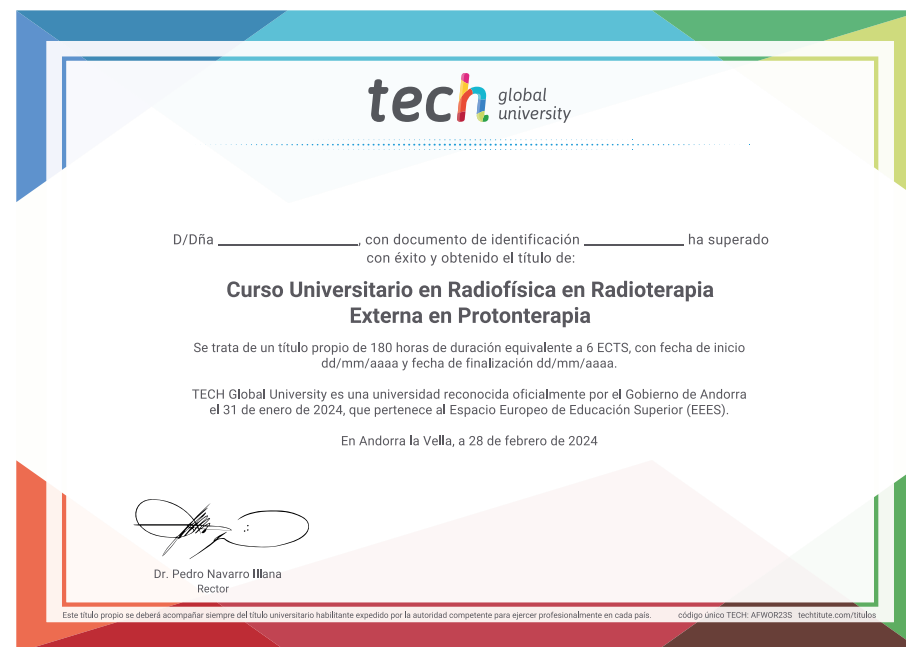 tech global university
D/Dña ____________________, con documento de identificación ______________ ha superado
con éxito y obtenido el título de:
Curso Universitario en Radiofísica en Radioterapia
Externa en Protonterapia
Se trata de un título propio de 180 horas de duración equivalente a 6 ECTS, con fecha de inicio
dd/mm/aaaa y fecha de finalización dd/mm/aaaa.
TECH Global University es una universidad reconocida oficialmente por el Gobierno de Andorra
el 31 de enero de 2024, que pertenece al Espacio Europeo de Educación Superior (EEES).
En Andorra la Vella, a 28 de febrero de 2024
Dr. Pedro Navarro Illana
Rector
Este título propio se deberá acompañar siempre del título universitario habilitante expedido por la autoridad competente para ejercer profesionalmente en cada país. código único TECH: AFWOR23S techtitute.com/titulos